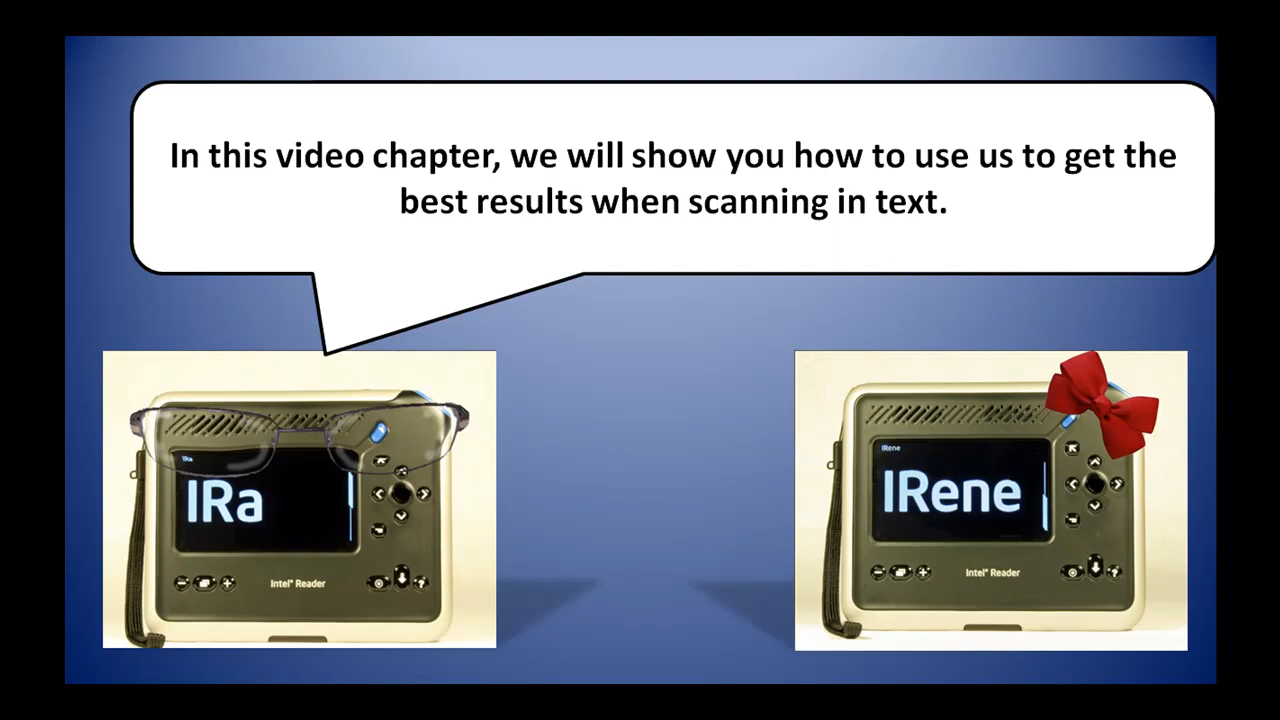 In this video chapter, we will show you how to use us to get the
best results when scanning in text.
IRa
IRa
Intel® Reader
IRene
IRene
Intel® Reader